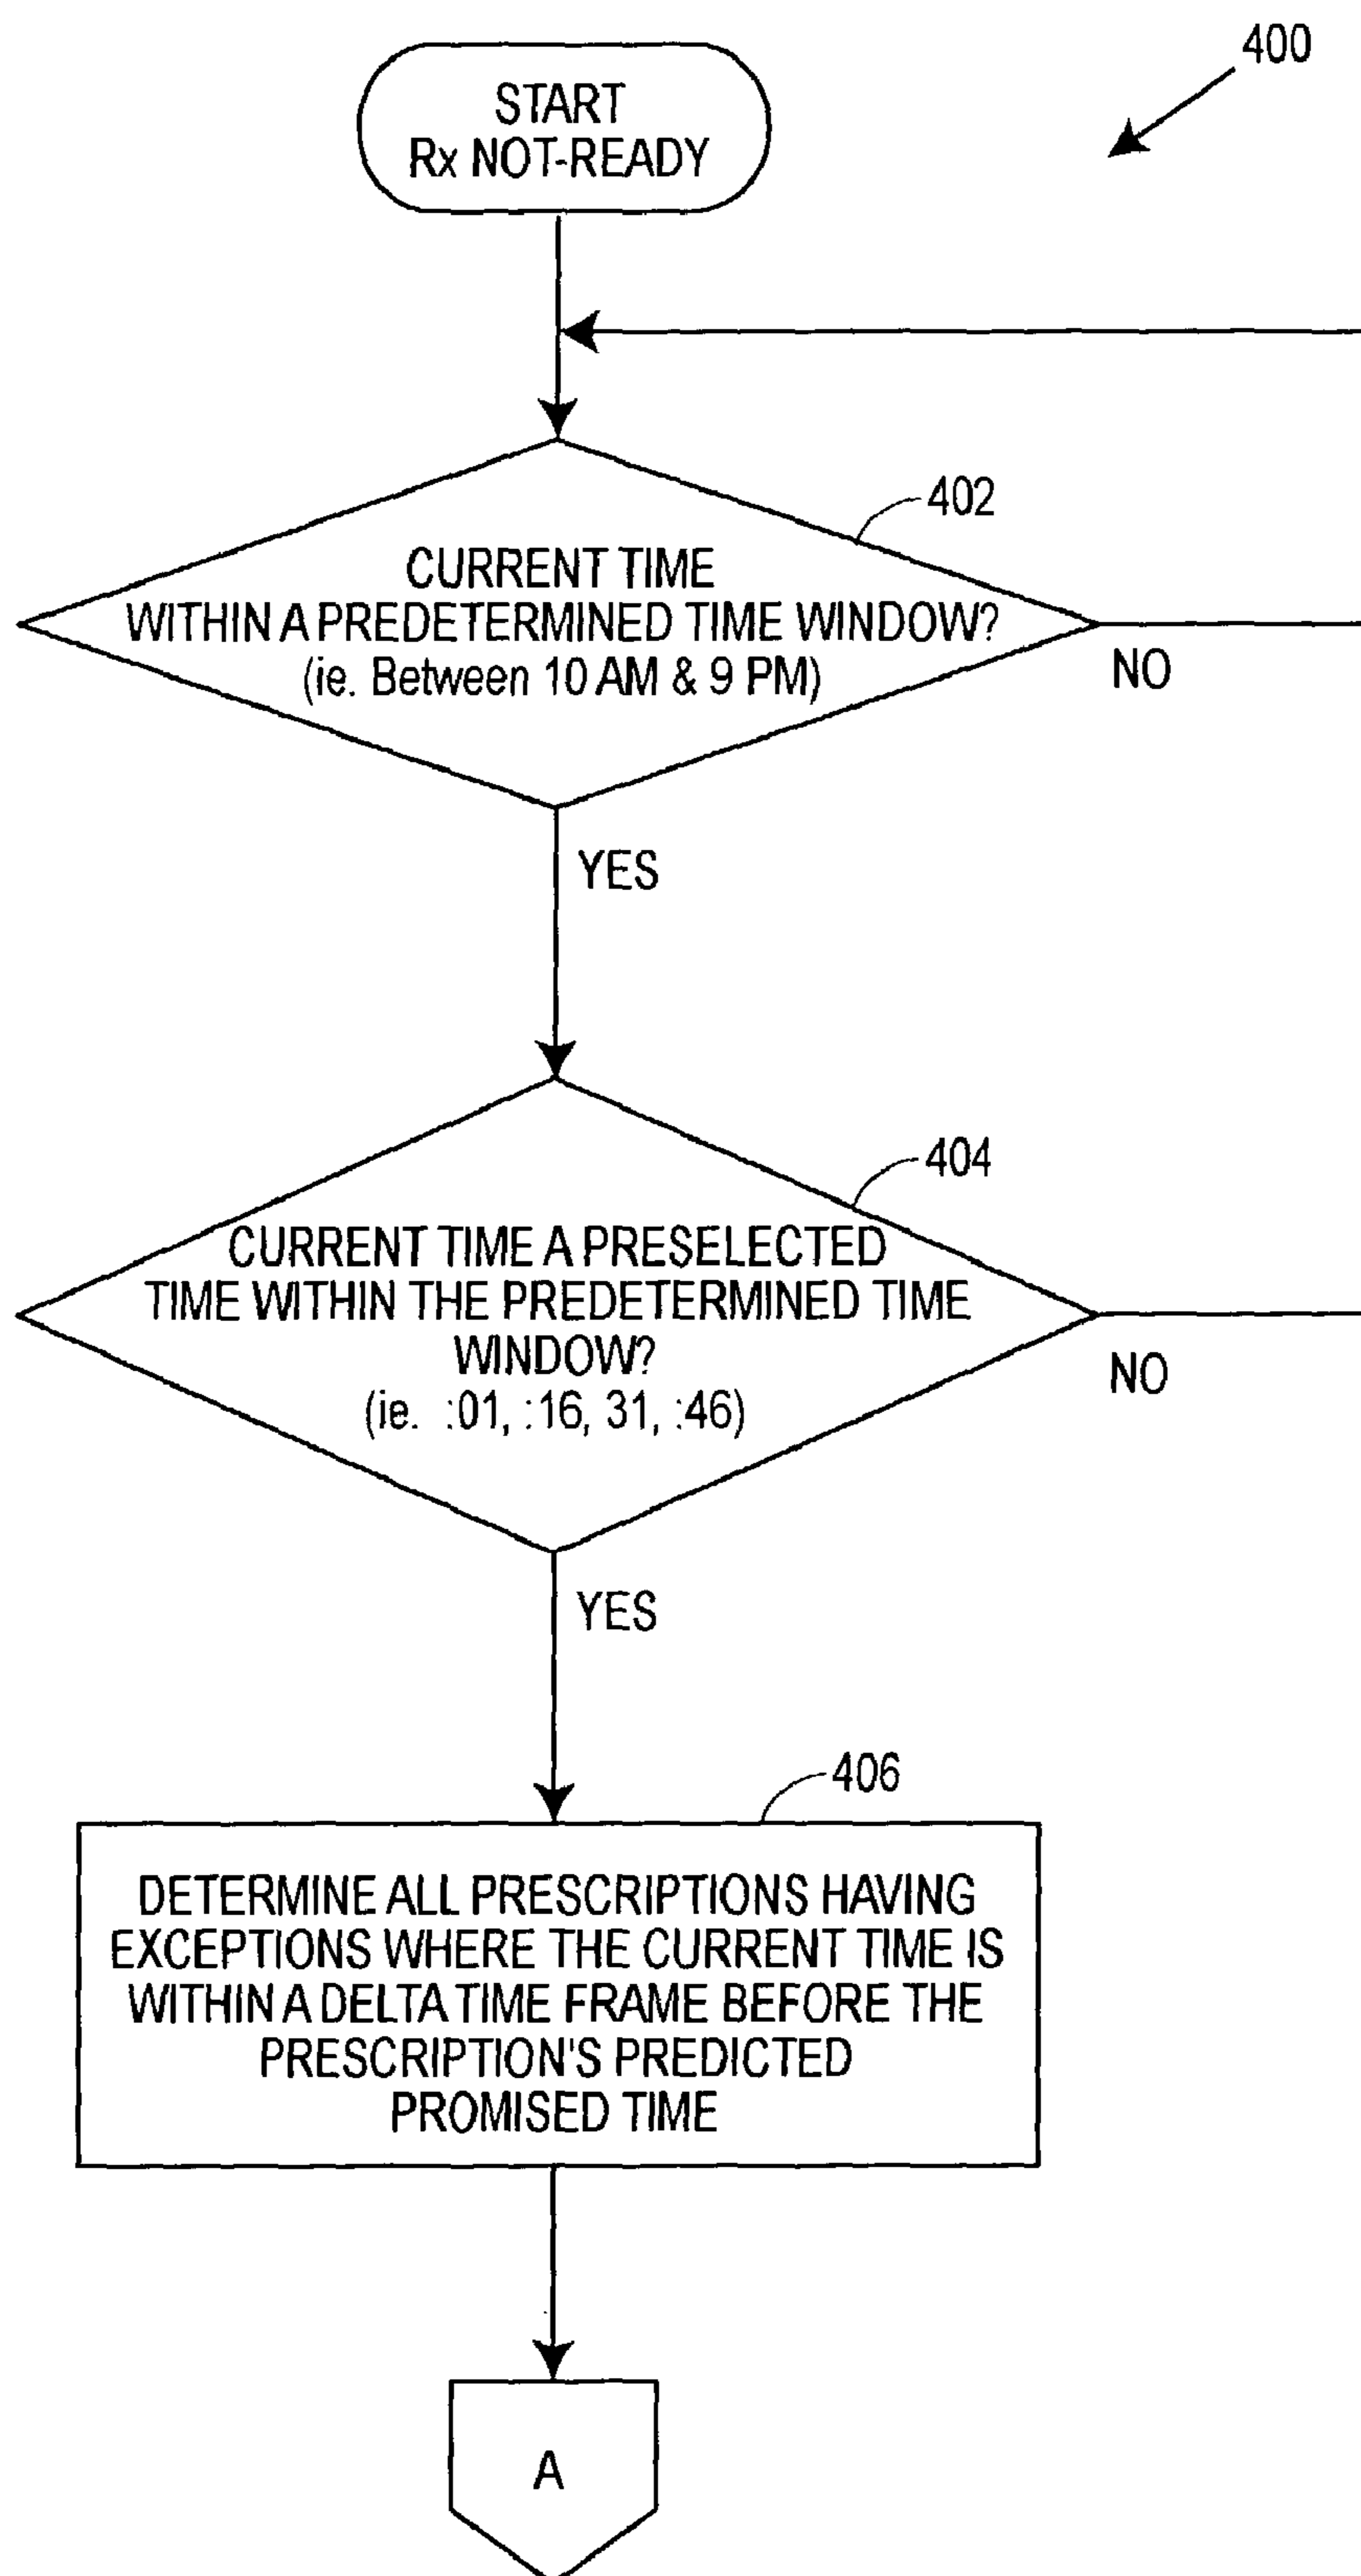 400
START
Rx NOT-READY
402
CURRENT TIME
WITHIN A PREDETERMINED TIME WINDOW?
(ie. Between 10 AM & 9 PM)
NO
YES
404
CURRENT TIME A PRESELECTED
TIME WITHIN THE PREDETERMINED TIME
WINDOW?
(ie. :01, :16, 31, :46)
NO
YES
406
DETERMINE ALL PRESCRIPTIONS HAVING
EXCEPTIONS WHERE THE CURRENT TIME IS
WITHIN A DELTA TIME FRAME BEFORE THE
PRESCRIPTION'S PREDICTED
PROMISED TIME
A